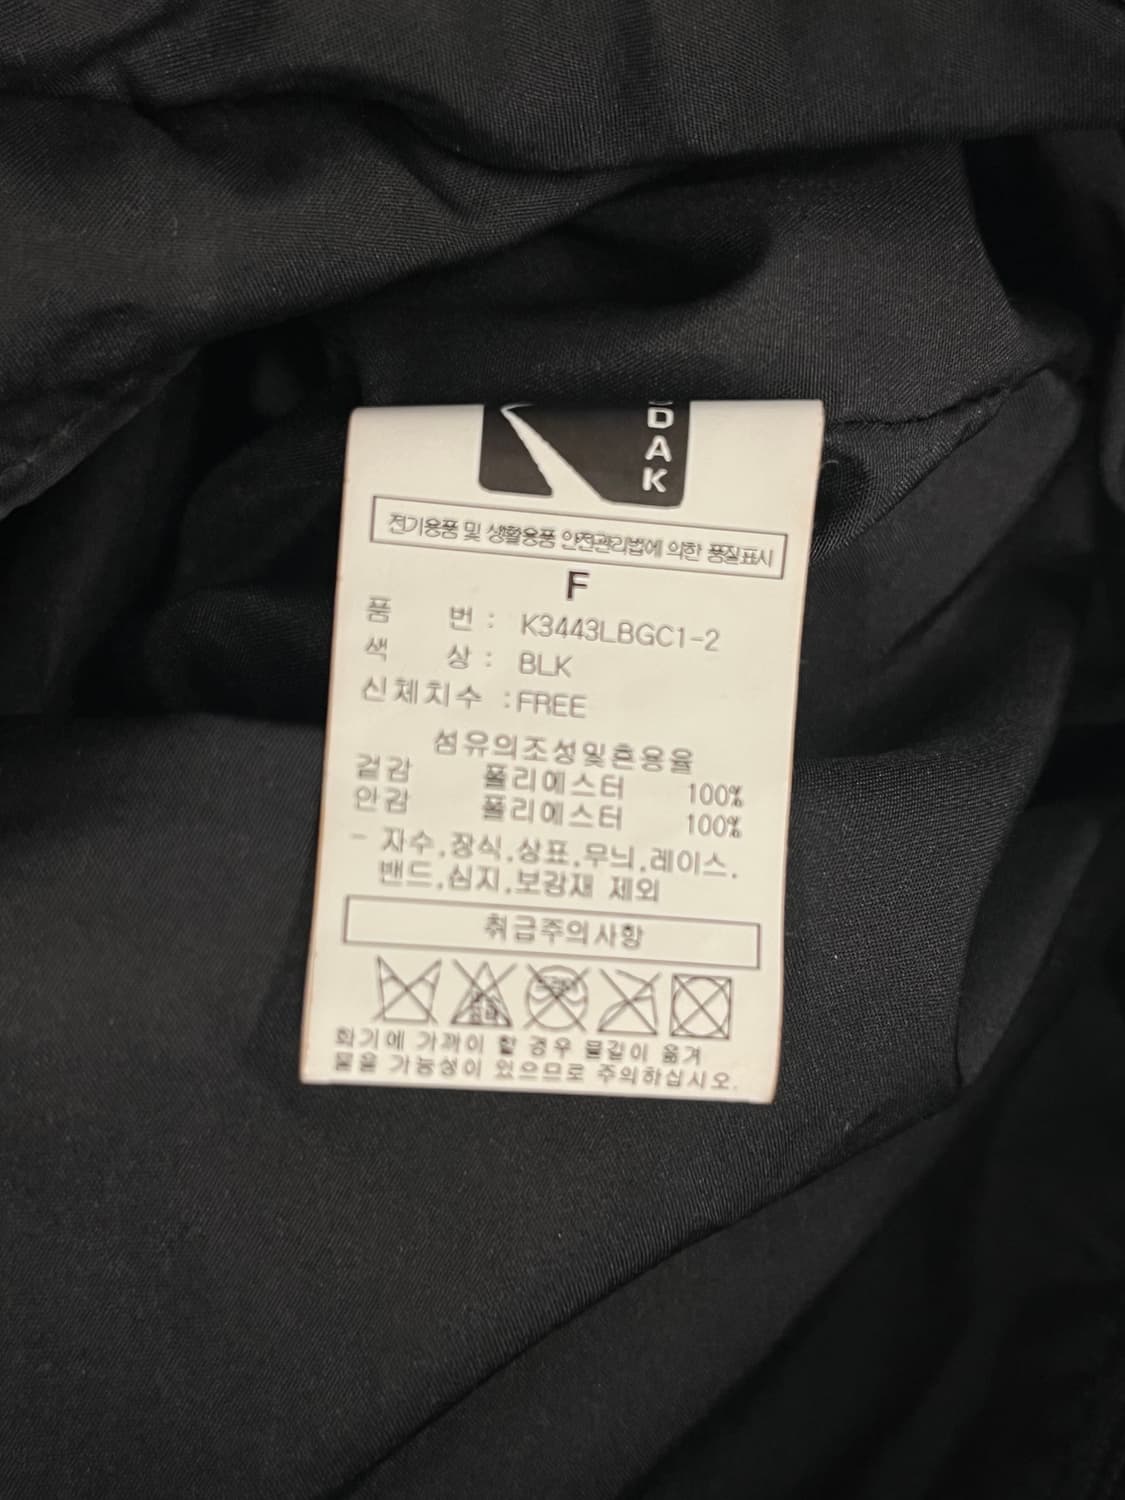 DAK
전기용품 및 생활용품 안전관리법에 의한 품질표시
F
품 번 : K3443LBGC1-2
색 상 : BLK
신체치수 : FREE
섬유의조성및혼용율
겉감 폴리에스터 100%
안감 폴리에스터 100%
- 자수,장식,상표,무늬,레이스,
밴드,심지,보강재 제외
취급주의사항
화기에 가까이 할 경우 불길이 옮겨
붙을 가능성이 있으므로 주의하십시오.